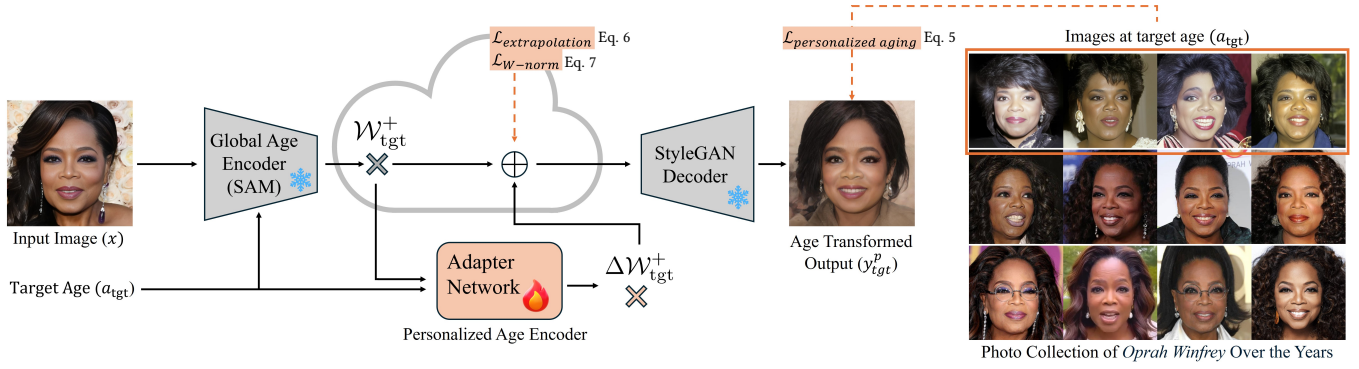 Input Image (x)
Target Age (a_tgt)
Global Age
Encoder
(SAM)
𝒲⁺_tgt
ℒ_extrapolation Eq. 6
ℒ_W−norm Eq. 7
Adapter
Network
Personalized Age Encoder
Δ𝒲⁺_tgt
StyleGAN
Decoder
ℒ_personalized aging Eq. 5
Age Transformed
Output (y^p_tgt)
Images at target age (a_tgt)
Photo Collection of Oprah Winfrey Over the Years